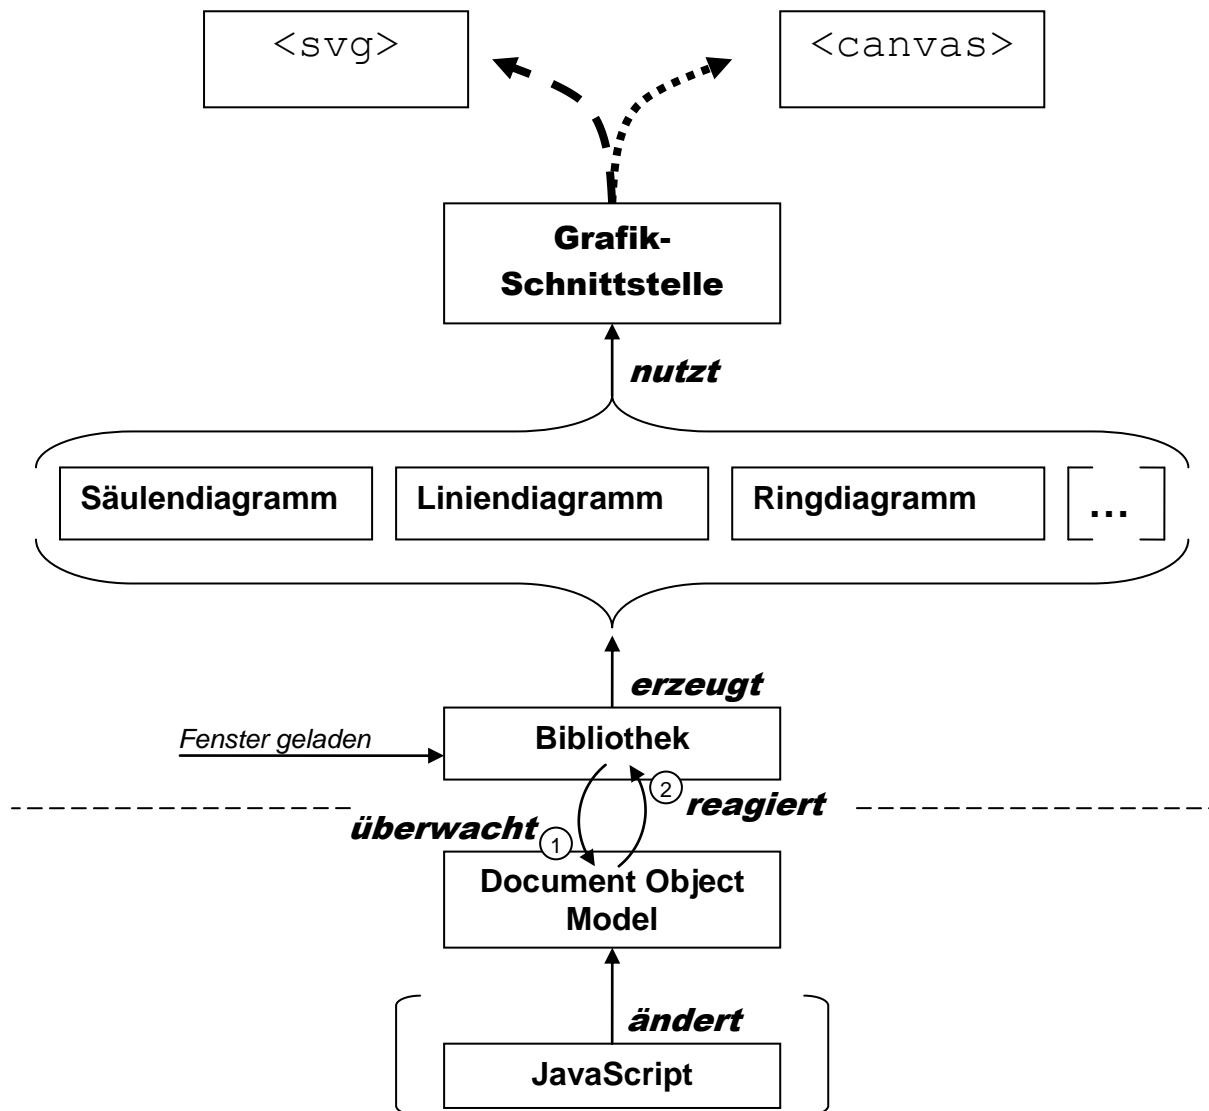 <svg>
<canvas>
Grafik-
Schnittstelle
nutzt
Säulendiagramm
Liniendiagramm
Ringdiagramm
...
erzeugt
Fenster geladen
Bibliothek
2
reagiert
überwacht
1
Document Object
Model
ändert
JavaScript